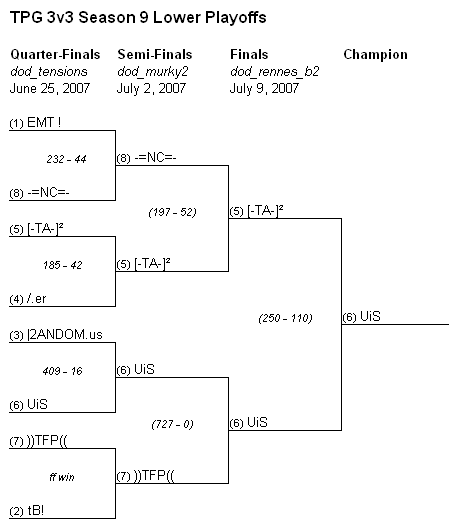 TPG 3v3 Season 9 Lower Playoffs
Quarter-Finals Semi-Finals Finals Champion
dod_tensions dod_murky2 dod_rennes_b2
June 25, 2007 July 2, 2007 July 9, 2007
(1) EMT !
232 – 44
(8) -=NC=-
(8) -=NC=-
(197 – 52)
(5) [-TA-]²
(5) [-TA-]²
185 – 42
(5) [-TA-]²
(4) /.er
(250 – 110)
(6) UiS
(3) |2ANDOM.us
409 – 16
(6) UiS
(6) UiS
(727 – 0)
(6) UiS
(7) ))TFP((
ff win
(7) ))TFP((
(2) tB!